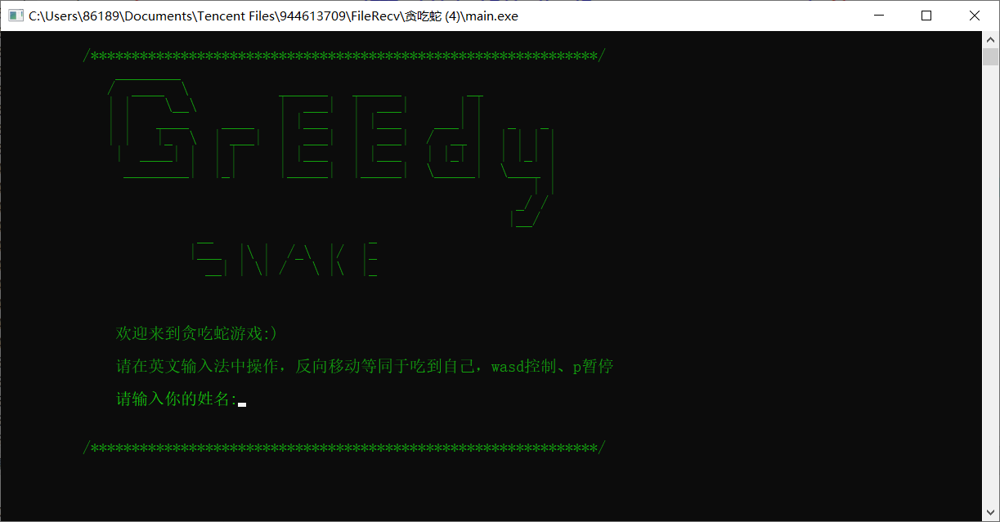 C:\Users\86189\Documents\Tencent Files\944613709\FileRecv\贪吃蛇 (4)\main.exe
/**************************************************************/
GrEEdy
SNAKE
欢迎来到贪吃蛇游戏:)
请在英文输入法中操作，反向移动等同于吃到自己，wasd控制、p暂停
请输入你的姓名:
/**************************************************************/